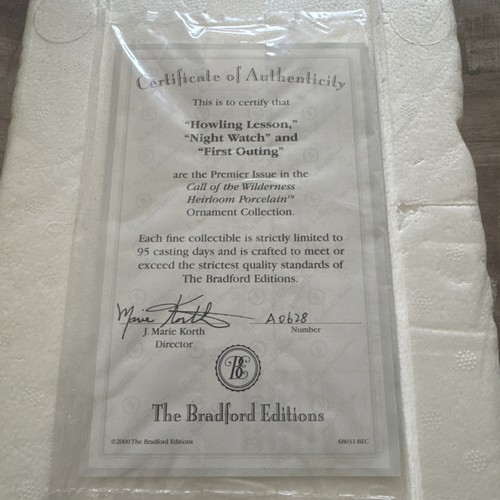 Certificate of Authenticity
This is to certify that
“Howling Lesson,”
“Night Watch” and
“First Outing”
are the Premier Issue in the
Call of the Wilderness
Heirloom Porcelain™
Ornament Collection.
Each fine collectible is strictly limited to
95 casting days and is crafted to meet or
exceed the strictest quality standards of
The Bradford Editions.
Marie Korth
A0628
J. Marie Korth
Number
Director
BE
The Bradford Editions
©2000 The Bradford Editions
68031-BEC